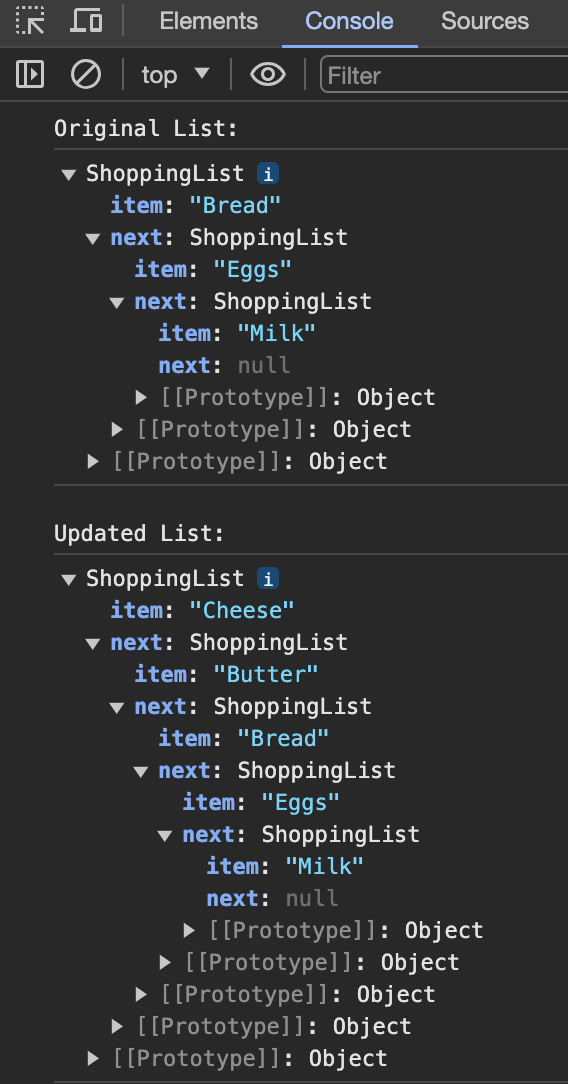 Elements Console Sources
top Filter
Original List:
ShoppingList i
item: "Bread"
next: ShoppingList
item: "Eggs"
next: ShoppingList
item: "Milk"
next: null
[[Prototype]]: Object
[[Prototype]]: Object
[[Prototype]]: Object
Updated List:
ShoppingList i
item: "Cheese"
next: ShoppingList
item: "Butter"
next: ShoppingList
item: "Bread"
next: ShoppingList
item: "Eggs"
next: ShoppingList
item: "Milk"
next: null
[[Prototype]]: Object
[[Prototype]]: Object
[[Prototype]]: Object
[[Prototype]]: Object
[[Prototype]]: Object